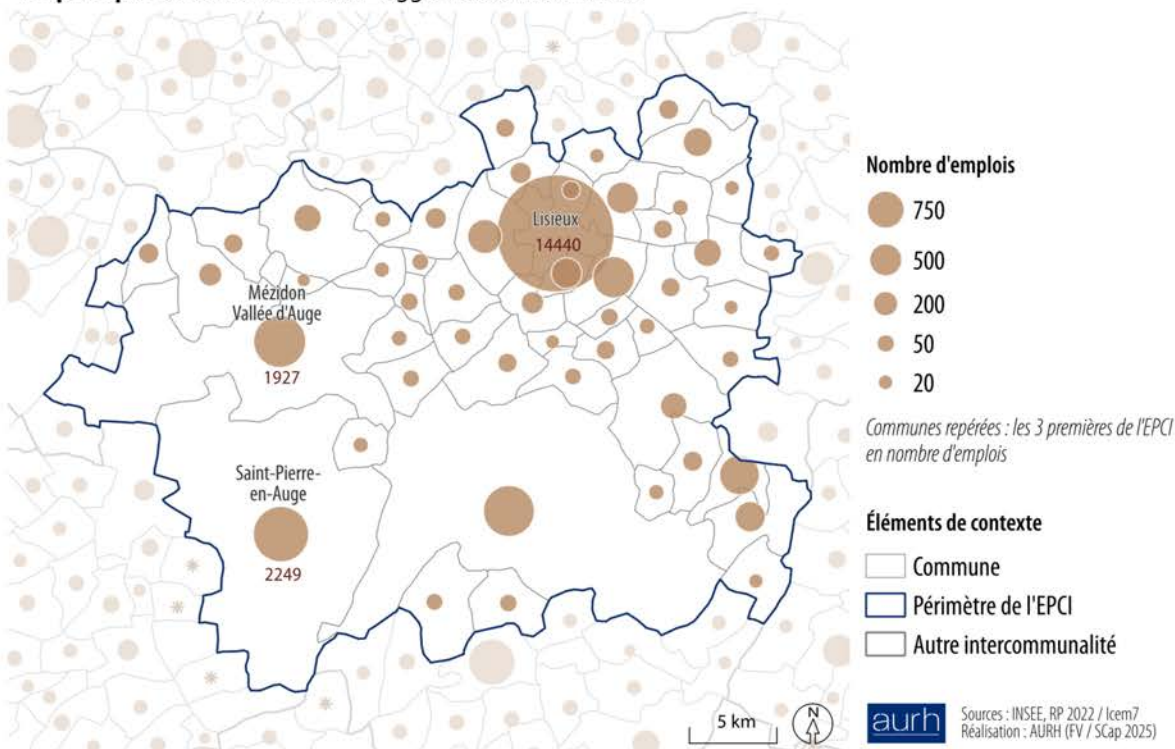 Lisieux
14440
Mézidon
Vallée d'Auge
1927
Saint-Pierre-
en-Auge
2249
5 km
N
Nombre d'emplois
750
500
200
50
20
Communes repérées : les 3 premières de l'EPCI
en nombre d'emplois
Éléments de contexte
Commune
Périmètre de l'EPCI
Autre intercommunalité
aurh
Sources : INSEE, RP 2022 / Icem7
Réalisation : AURH (FV / SCap 2025)